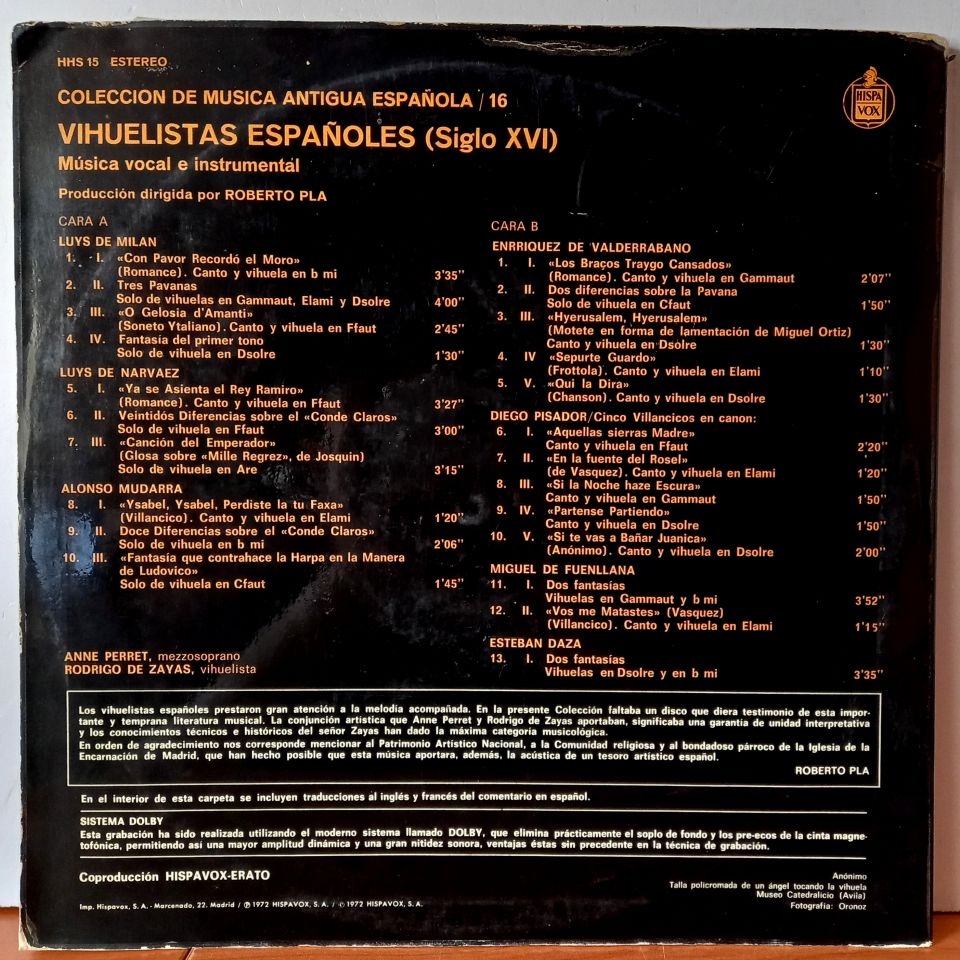 HHS 15 ESTEREO
COLECCION DE MUSICA ANTIGUA ESPAÑOLA / 16
VIHUELISTAS ESPAÑOLES (Siglo XVI)
Música vocal e instrumental
Producción dirigida por ROBERTO PLA
HISPA
VOX
CARA A
LUYS DE MILAN
1. I. «Con Pavor Recordó el Moro»
(Romance). Canto y vihuela en b mi 3'35"
2. II. Tres Pavanas
Solo de vihuelas en Gammaut, Elami y Dsolre 4'00"
3. III. «O Gelosia d'Amanti»
(Soneto Ytaliano). Canto y vihuela en Ffaut 2'45"
4. IV. Fantasía del primer tono
Solo de vihuela en Dsolre 1'30"
LUYS DE NARVAEZ
5. I. «Ya se Asienta el Rey Ramiro»
(Romance). Canto y vihuela en Ffaut 3'27"
6. II. Veintidós Diferencias sobre el «Conde Claros»
Solo de vihuela en Ffaut 3'00"
7. III. «Canción del Emperador»
(Glosa sobre «Mille Regrez», de Josquin)
Solo de vihuela en Are 3'15"
ALONSO MUDARRA
8. I. «Ysabel, Ysabel, Perdiste la tu Faxa»
(Villancico). Canto y vihuela en Elami 1'20"
9. II. Doce Diferencias sobre el «Conde Claros»
Solo de vihuela en b mi 2'06"
10. III. «Fantasía que contrahace la Harpa en la Manera
de Ludovico»
Solo de vihuela en Cfaut 1'45"
ANNE PERRET, mezzosoprano
RODRIGO DE ZAYAS, vihuelista
CARA B
ENRRIQUEZ DE VALDERRABANO
1. I. «Los Braços Traygo Cansados»
(Romance). Canto y vihuela en Gammaut 2'07"
2. II. Dos diferencias sobre la Pavana
Solo de vihuela en Cfaut 1'50"
3. III. «Hyerusalem, Hyerusalem»
(Motete en forma de lamentación de Miguel Ortiz)
Canto y vihuela en Dsolre 1'30"
4. IV «Sepurte Guardo»
(Frottola). Canto y vihuela en Elami 1'10"
5. V. «Qui la Dira»
(Chanson). Canto y vihuela en Dsolre 1'30"
DIEGO PISADOR/Cinco Villancicos en canon:
6. I. «Aquellas sierras Madre»
Canto y vihuela en Ffaut 2'20"
7. II. «En la fuente del Rosel»
(de Vasquez). Canto y vihuela en Elami 1'20"
8. III. «Si la Noche haze Escura»
Canto y vihuela en Gammaut 1'50"
9. IV. «Partense Partiendo»
Canto y vihuela en Dsolre 1'50"
10. V. «Si te vas a Bañar Juanica»
(Anónimo). Canto y vihuela en Dsolre 2'00"
MIGUEL DE FUENLLANA
11. I. Dos fantasías
Vihuelas en Gammaut y b mi 3'52"
12. II. «Vos me Matastes» (Vasquez)
(Villancico). Canto y vihuela en Elami 1'15"
ESTEBAN DAZA
13. I. Dos fantasías
Vihuelas en Dsolre y en b mi 3'35"
Los vihuelistas españoles prestaron gran atención a la melodía acompañada. En la presente Colección faltaba un disco que diera testimonio de esta impor-
tante y temprana literatura musical. La conjunción artística que Anne Perret y Rodrigo de Zayas aportaban, significaba una garantía de unidad interpretativa
y los conocimientos técnicos e históricos del señor Zayas han dado la máxima categoría musicológica.
En orden de agradecimiento nos corresponde mencionar al Patrimonio Artístico Nacional, a la Comunidad religiosa y al bondadoso párroco de la Iglesia de la
Encarnación de Madrid, que han hecho posible que esta música aportara, además, la acústica de un tesoro artístico español.
ROBERTO PLA
En el interior de esta carpeta se incluyen traducciones al inglés y francés del comentario en español.
SISTEMA DOLBY
Esta grabación ha sido realizada utilizando el moderno sistema llamado DOLBY, que elimina prácticamente el soplo de fondo y los pre-ecos de la cinta magne-
tofónica, permitiendo así una mayor amplitud dinámica y una gran nitidez sonora, ventajas éstas sin precedente en la técnica de grabación.
Coproducción HISPAVOX-ERATO
Imp. Hispavox, S. A. - Marcenado, 22. Madrid / ℗ 1972 HISPAVOX, S. A. / © 1972 HISPAVOX, S. A.
Anónimo
Talla policromada de un ángel tocando la vihuela
Museo Catedralicio (Avila)
Fotografía: Oronoz